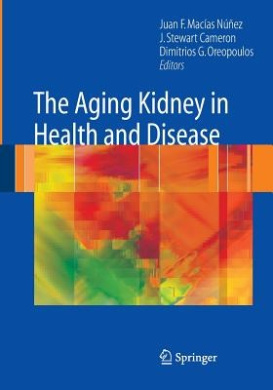 Juan F. Macías Núñez
J. Stewart Cameron
Dimitrios G. Oreopoulos
Editors
The Aging Kidney in
Health and Disease
Springer